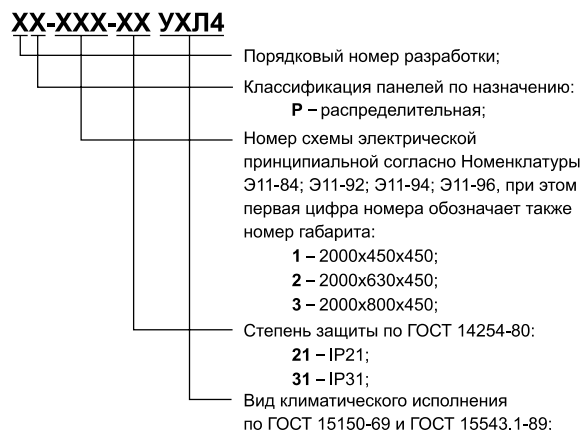 ХХ-ХХХ-ХХ УХЛ4
Порядковый номер разработки;
Классификация панелей по назначению:
Р – распределительная;
Номер схемы электрической
принципиальной согласно Номенклатуры
Э11-84; Э11-92; Э11-94; Э11-96, при этом
первая цифра номера обозначает также
номер габарита:
1 – 2000х450х450;
2 – 2000х630х450;
3 – 2000х800х450;
Степень защиты по ГОСТ 14254-80:
21 – IP21;
31 – IP31;
Вид климатического исполнения
по ГОСТ 15150-69 и ГОСТ 15543.1-89;